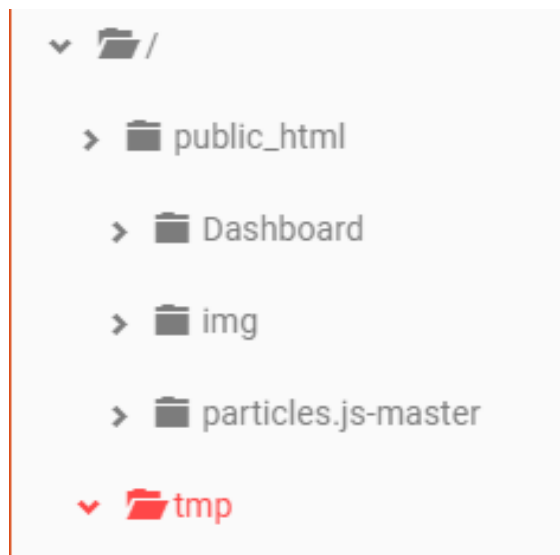 /
public_html
Dashboard
img
particles.js-master
tmp